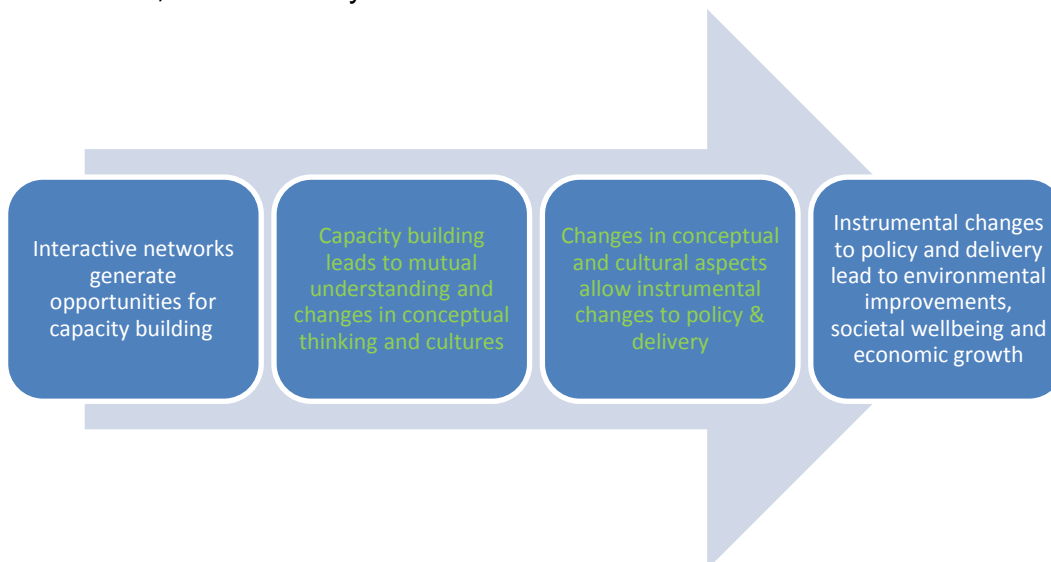 Interactive networks
generate
opportunities for
capacity building
Capacity building
leads to mutual
understanding and
changes in conceptual
thinking and cultures
Changes in conceptual
and cultural aspects
allow instrumental
changes to policy &
delivery
Instrumental changes
to policy and delivery
lead to environmental
improvements,
societal wellbeing and
economic growth